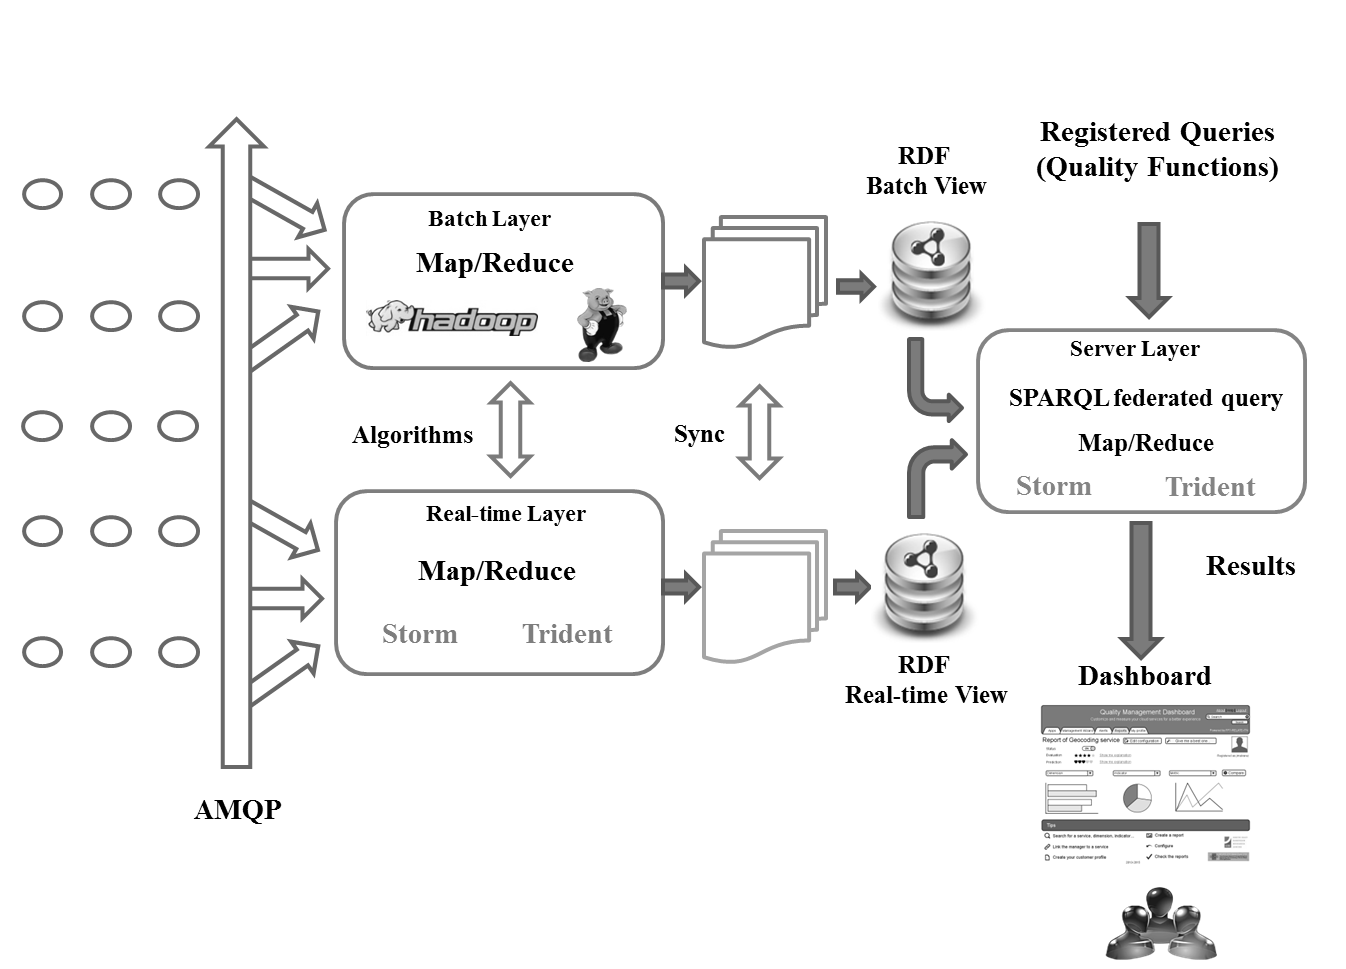 Registered Queries
(Quality Functions)
RDF
Batch View
Batch Layer
Map/Reduce
hadoop
Server Layer
SPARQL federated query
Map/Reduce
Storm Trident
Algorithms
Sync
Real-time Layer
Map/Reduce
Storm Trident
Results
RDF
Real-time View
Dashboard
AMQP
Quality Management Dashboard
Report of Geocoding service
Edit configuration
Tips
Search for a service, dimension, indicator...
Create a report
Link the manager to a service
Configure
Create your customer profile
Check the reports